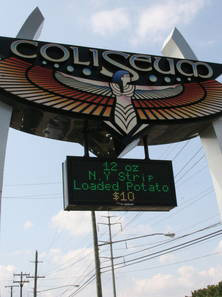 COLISEUM
12 oz
N.Y Strip
Loaded Potato
$10